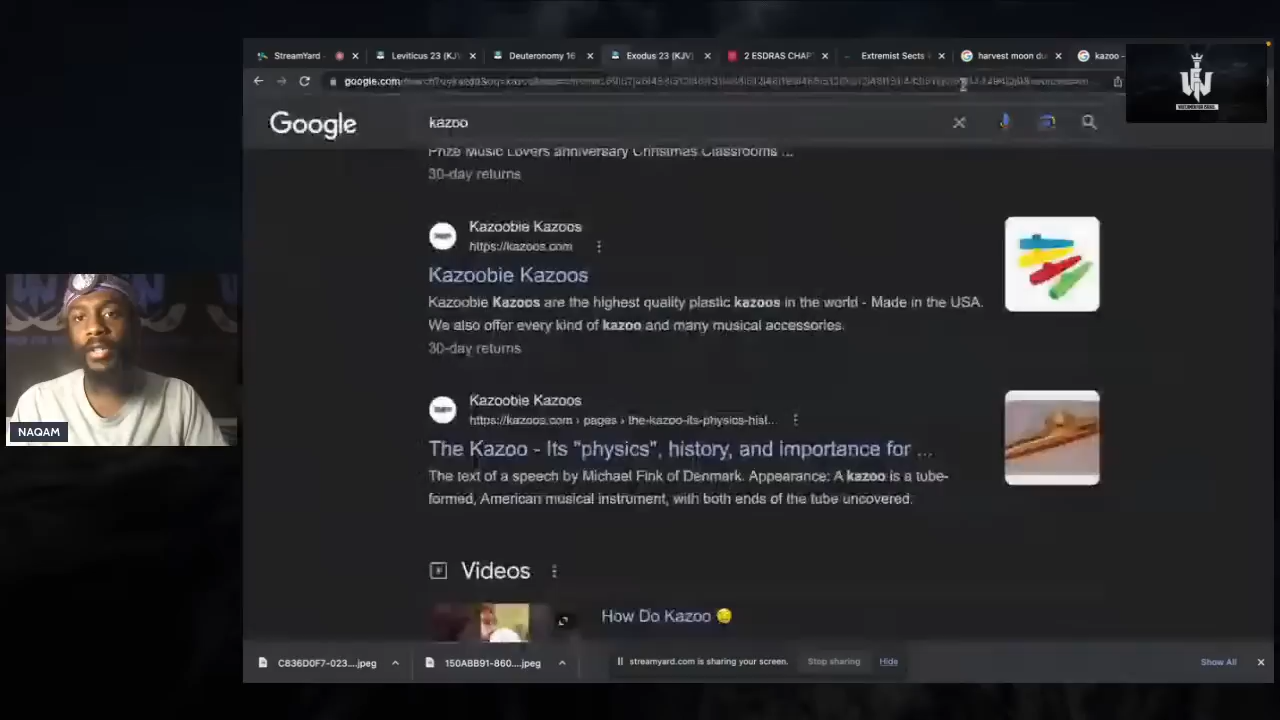 StreamYard
Leviticus 23 (KJV
Deuteronomy 16
Exodus 23 (KJV)
2 ESDRAS CHAP
Extremist Sects
harvest moon du
kazoo -
google.com
Google
kazoo
Prize Music Lovers anniversary Christmas Classrooms ...
30-day returns
Kazoobie Kazoos
https://kazoos.com
Kazoobie Kazoos
Kazoobie Kazoos are the highest quality plastic kazoos in the world - Made in the USA.
We also offer every kind of kazoo and many musical accessories.
30-day returns
Kazoobie Kazoos
https://kazoos.com › pages › the-kazoo-its-physics-hist...
The Kazoo - Its "physics", history, and importance for ...
The text of a speech by Michael Fink of Denmark. Appearance: A kazoo is a tube-
formed, American musical instrument, with both ends of the tube uncovered.
NAQAM
Videos
How Do Kazoo
C836D0F7-023....jpeg
150ABB91-860....jpeg
streamyard.com is sharing your screen.
Stop sharing
Hide
Show All